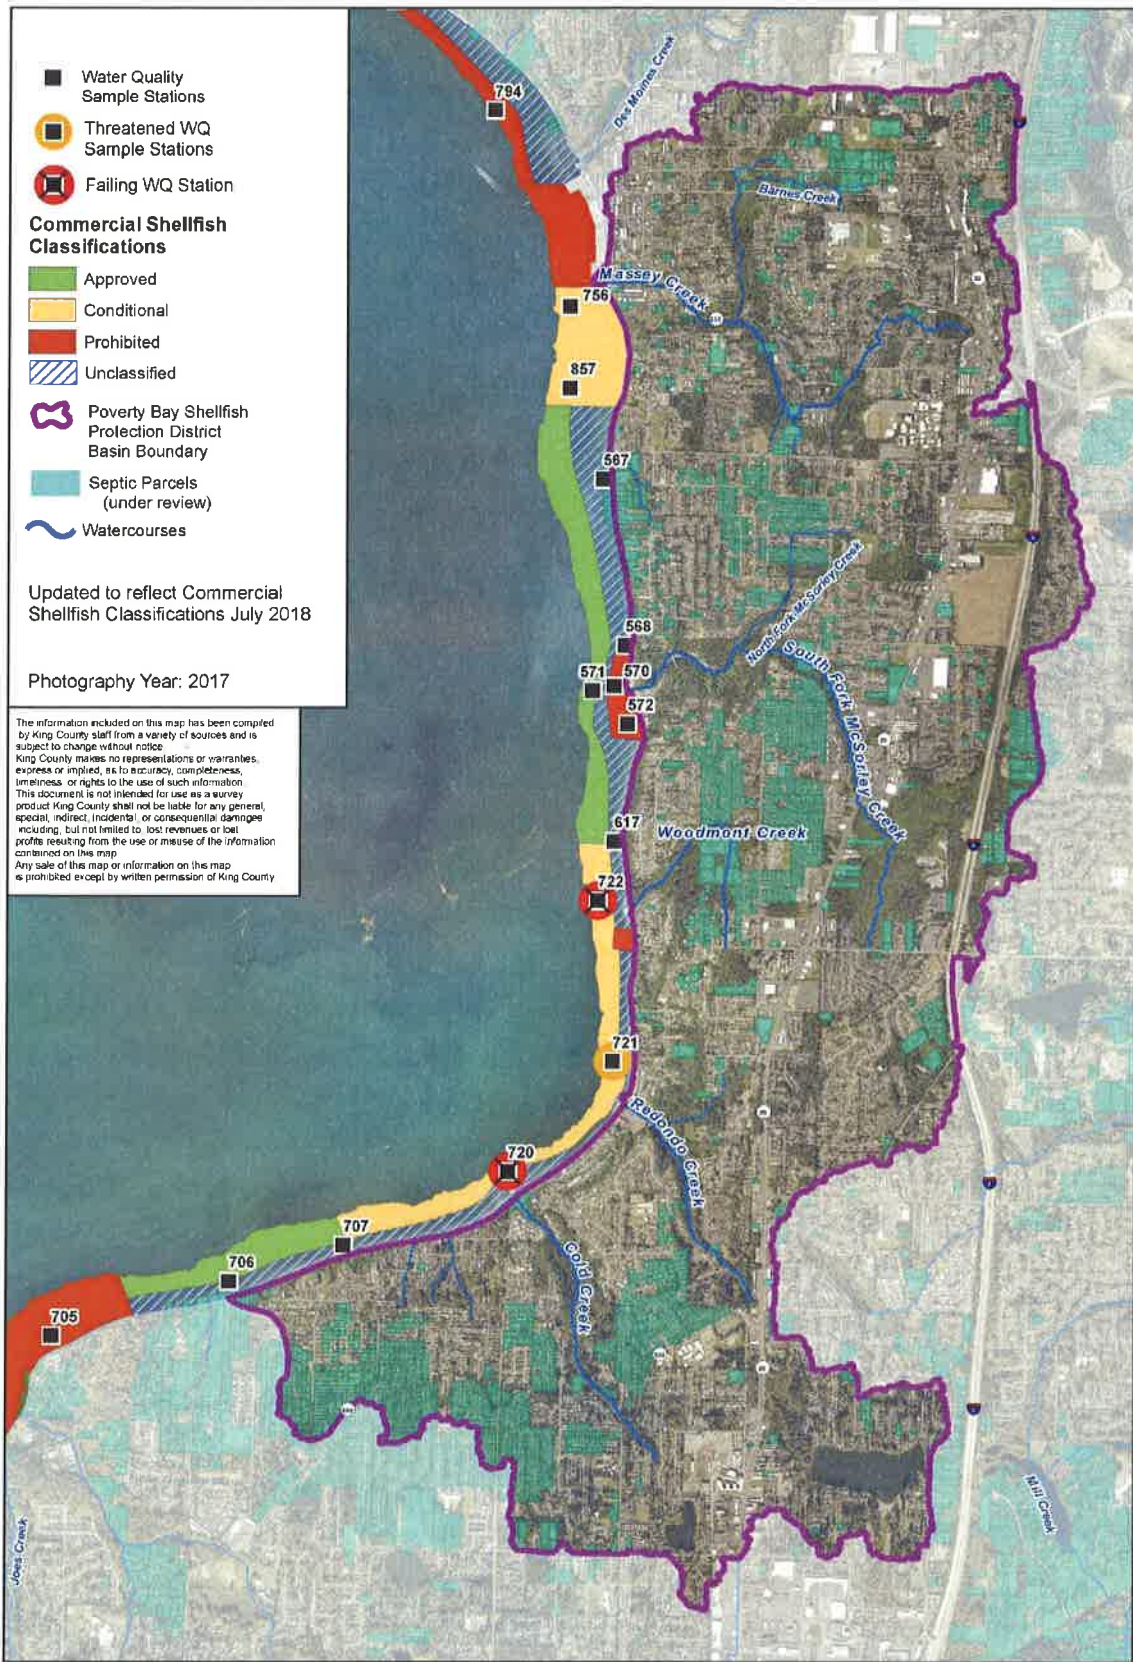 Water Quality
Sample Stations
Threatened WQ
Sample Stations
Failing WQ Station
Commercial Shellfish
Classifications
Approved
Conditional
Prohibited
Unclassified
Poverty Bay Shellfish
Protection District
Basin Boundary
Septic Parcels
(under review)
Watercourses
Updated to reflect Commercial
Shellfish Classifications July 2018
Photography Year: 2017
The information included on this map has been compiled
by King County staff from a variety of sources and is
subject to change without notice
King County makes no representations or warranties,
express or implied, as to accuracy, completeness,
timeliness, or rights to the use of such information
This document is not intended for use as a survey
product King County shall not be liable for any general,
special, indirect, incidental, or consequential damages
including, but not limited to, lost revenues or lost
profits resulting from the use or misuse of the information
contained on this map
Any sale of this map or information on this map
is prohibited except by written permission of King County
794
Des Moines Creek
Barnes Creek
Massey Creek
756
857
567
North Fork McSorley Creek
568
South Fork McSorley Creek
571
570
572
617
Woodmont Creek
722
721
Redondo Creek
720
707
Cold Creek
706
705
Mill Creek
Joes Creek